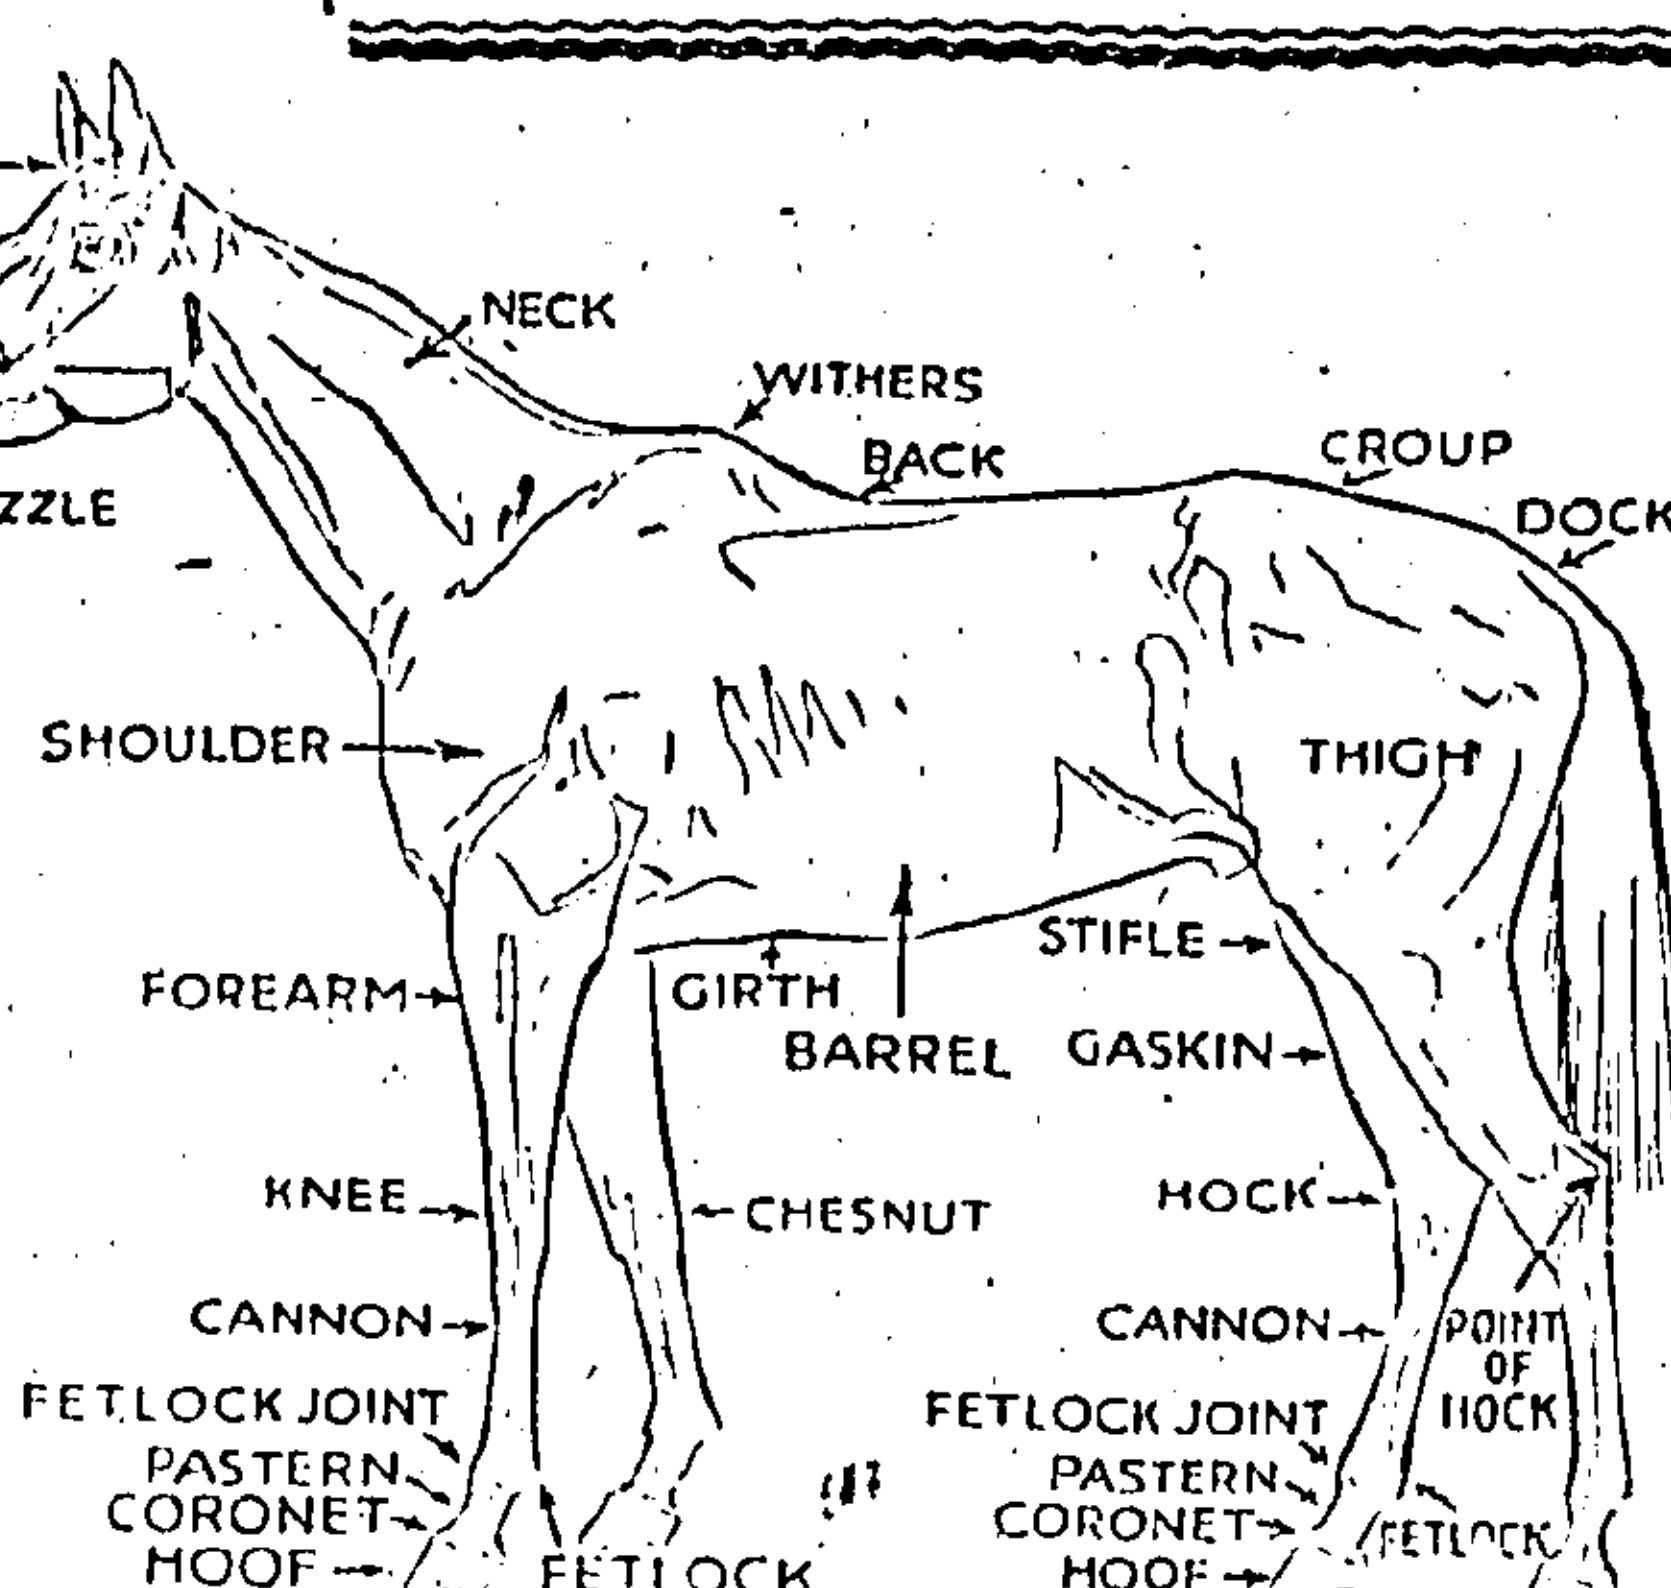 NECK
WITHERS
BACK
CROUP
DOCK
ZZLE
SHOULDER
THIGH
STIFLE
FOREARM
GIRTH
BARREL
GASKIN
KNEE
CHESNUT
HOCK
CANNON
CANNON
POINT
OF
HOCK
FETLOCK JOINT
FETLOCK JOINT
PASTERN
PASTERN
CORONET
CORONET
FETLOCK
HOOF
FETLOCK
HOOF